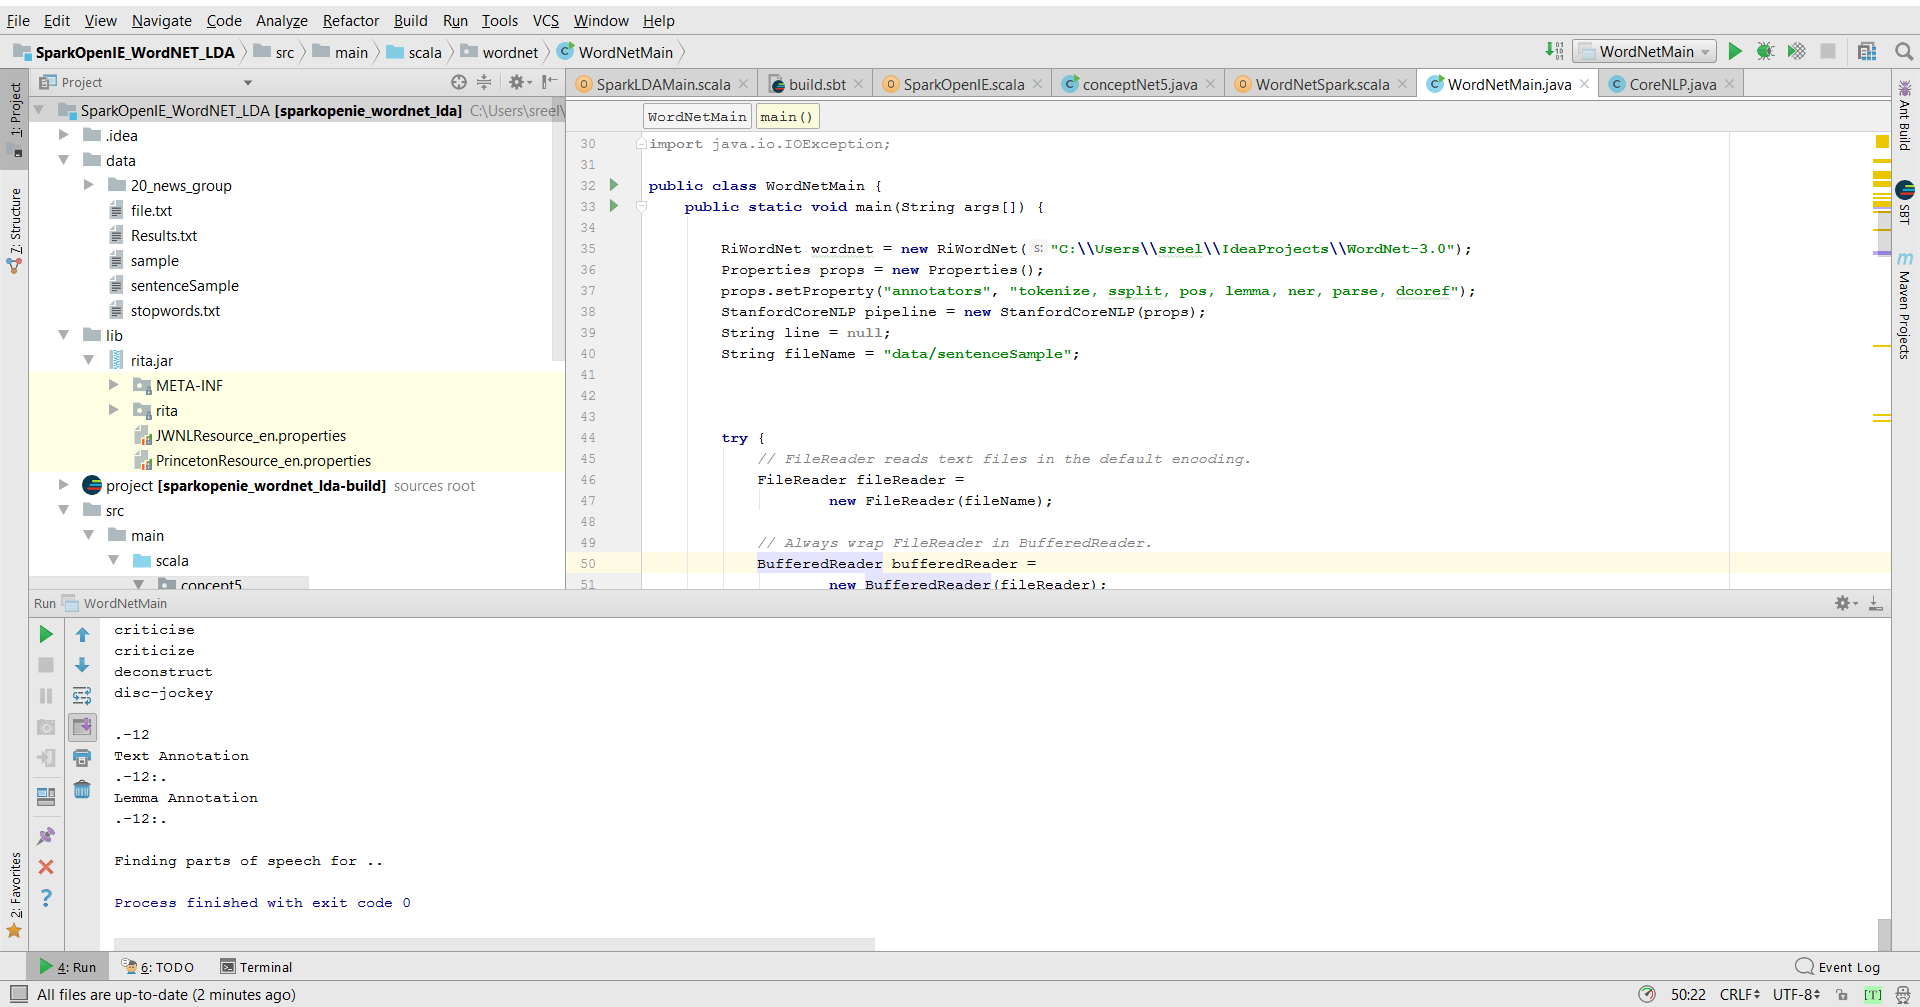 File Edit View Navigate Code Analyze Refactor Build Run Tools VCS Window Help
SparkOpenIE_WordNET_LDA src main scala wordnet WordNetMain WordNetMain
Project
SparkLDAMain.scala build.sbt SparkOpenIE.scala conceptNet5.java WordNetSpark.scala WordNetMain.java CoreNLP.java
1: Project
7: Structure
2: Favorites
Ant Build
SBT
Maven Projects
SparkOpenIE_WordNET_LDA [sparkopenie_wordnet_lda] C:\Users\sreel\
.idea
data
20_news_group
file.txt
Results.txt
sample
sentenceSample
stopwords.txt
lib
rita.jar
META-INF
rita
JWNLResource_en.properties
PrincetonResource_en.properties
project [sparkopenie_wordnet_lda-build] sources root
src
main
scala
concept5
WordNetMain main()
30 import java.io.IOException;
31
32 public class WordNetMain {
33 public static void main(String args[]) {
34
35 RiWordNet wordnet = new RiWordNet( s: "C:\\Users\\sreel\\IdeaProjects\\WordNet-3.0");
36 Properties props = new Properties();
37 props.setProperty("annotators", "tokenize, ssplit, pos, lemma, ner, parse, dcoref");
38 StanfordCoreNLP pipeline = new StanfordCoreNLP(props);
39 String line = null;
40 String fileName = "data/sentenceSample";
41
42
43
44 try {
45 // FileReader reads text files in the default encoding.
46 FileReader fileReader =
47 new FileReader(fileName);
48
49 // Always wrap FileReader in BufferedReader.
50 BufferedReader bufferedReader =
51 new BufferedReader(fileReader);
Run WordNetMain
criticise
criticize
deconstruct
disc-jockey
.-12
Text Annotation
.-12:.
Lemma Annotation
.-12:.
Finding parts of speech for ..
Process finished with exit code 0
4: Run 6: TODO Terminal Event Log
All files are up-to-date (2 minutes ago) 50:22 CRLF UTF-8 [T]